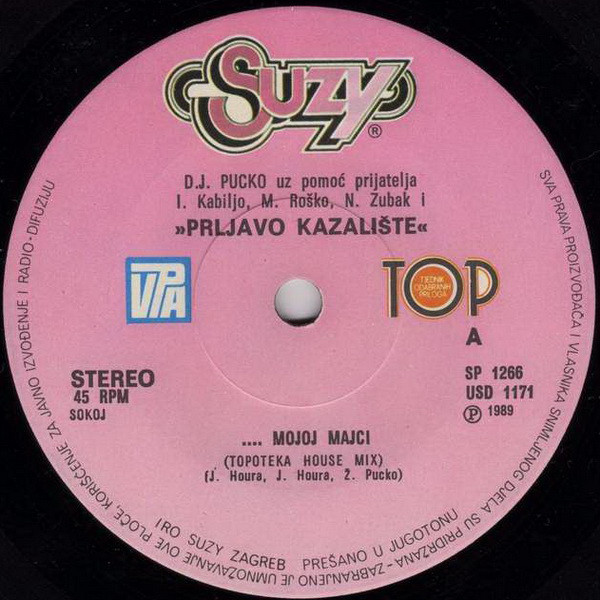 SUZY®
D.J. PUCKO uz pomoć prijatelja
I. Kabiljo, M. Roško, N. Zubak i
»PRLJAVO KAZALIŠTE«
VPA
TOP
TJEDNIK
ODABRANIH
PRILOGA
A
STEREO
45 RPM
SOKOJ
SP 1266
USD 1171
Ⓟ 1989
.... MOJOJ MAJCI
(TOPOTEKA HOUSE MIX)
(J. Houra, J. Houra, Ž. Pucko)
IRO SUZY ZAGREB PREŠANO U JUGOTONU
SVA PRAVA PROIZVOĐAČA I VLASNIKA SNIMLJENOG DJELA SU PRIDRŽANA - ZABRANJENO JE UMNOŽAVANJE OVE PLOČE, KORIŠĆENJE ZA JAVNO IZVOĐENJE I RADIO-DIFUZIJU